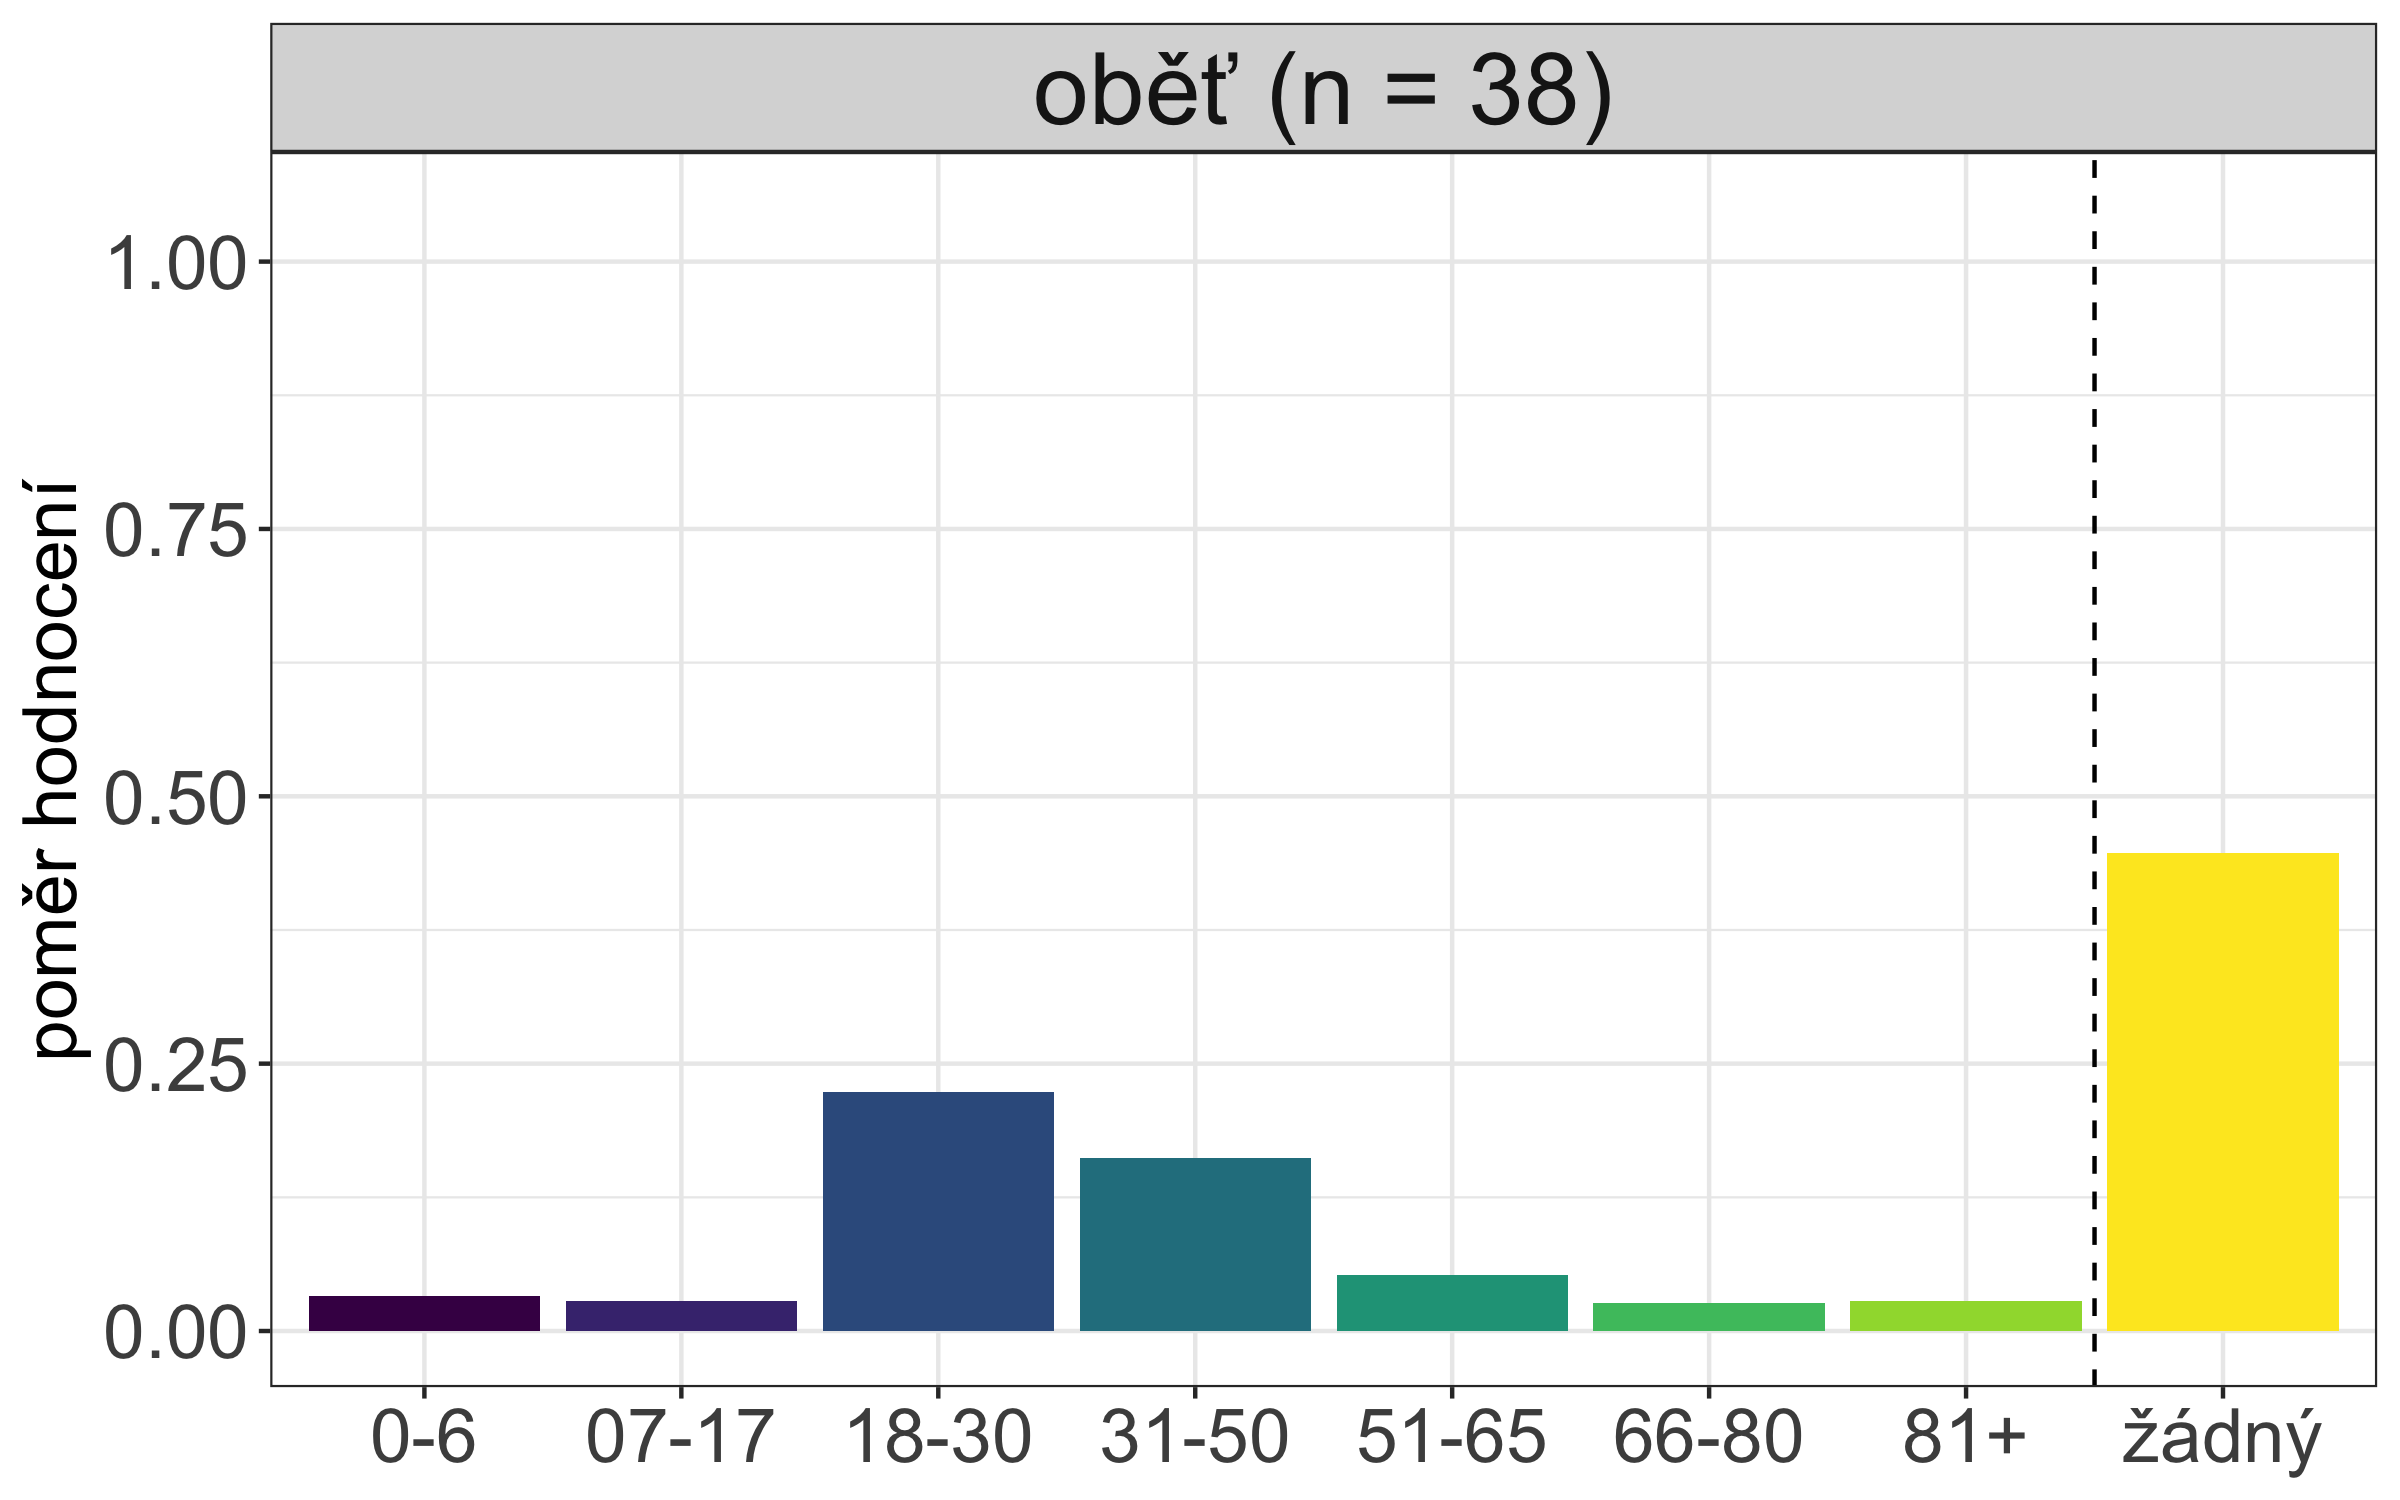 oběť (n = 38)
poměr hodnocení
1.00
0.75
0.50
0.25
0.00
0-6 07-17 18-30 31-50 51-65 66-80 81+ žádný